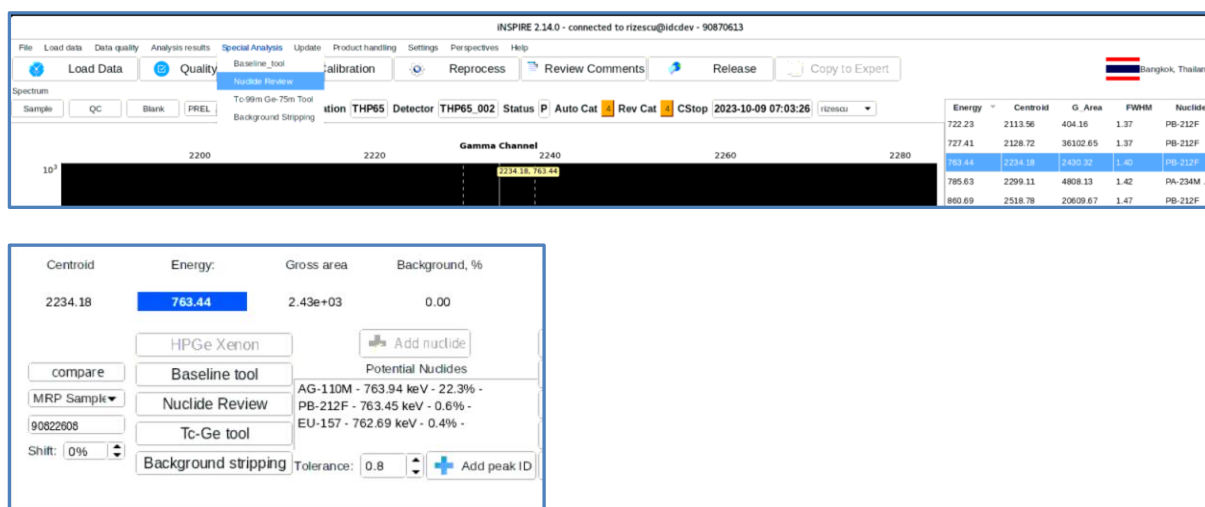 iNSPIRE 2.14.0 - connected to rizescu@idcdev - 90870613
File Load data Data quality Analysis results Special Analysis Update Product handling Settings Perspectives Help
Load Data Quality Calibration Reprocess Review Comments Release Copy to Expert Bangkok, Thailan
Baseline_tool
Nuclide Review
Tc-99m Ge-75m Tool
Background Stripping
Spectrum
Sample QC Blank PREL ation THP65 Detector THP65_002 Status P Auto Cat 4 Rev Cat 4 CStop 2023-10-09 07:03:26 rizescu
Gamma Channel
2200 2220 2240 2260 2280
10³
2234.18, 763.44
Energy Centroid G_Area FWHM Nuclide
722.23 2113.56 404.16 1.37 PB-212F
727.41 2128.72 36102.65 1.37 PB-212F
763.44 2234.18 2430.32 1.40 PB-212F
785.63 2299.11 4808.13 1.42 PA-234M .
860.69 2518.78 20609.67 1.47 PB-212F
Centroid Energy: Gross area Background, %
2234.18 763.44 2.43e+03 0.00
HPGe Xenon Add nuclide
compare Baseline tool Potential Nuclides
MRP Sample Nuclide Review
90822608 Tc-Ge tool
Shift: 0% Background stripping
AG-110M - 763.94 keV - 22.3% -
PB-212F - 763.45 keV - 0.6% -
EU-157 - 762.69 keV - 0.4% -
Tolerance: 0.8 Add peak ID